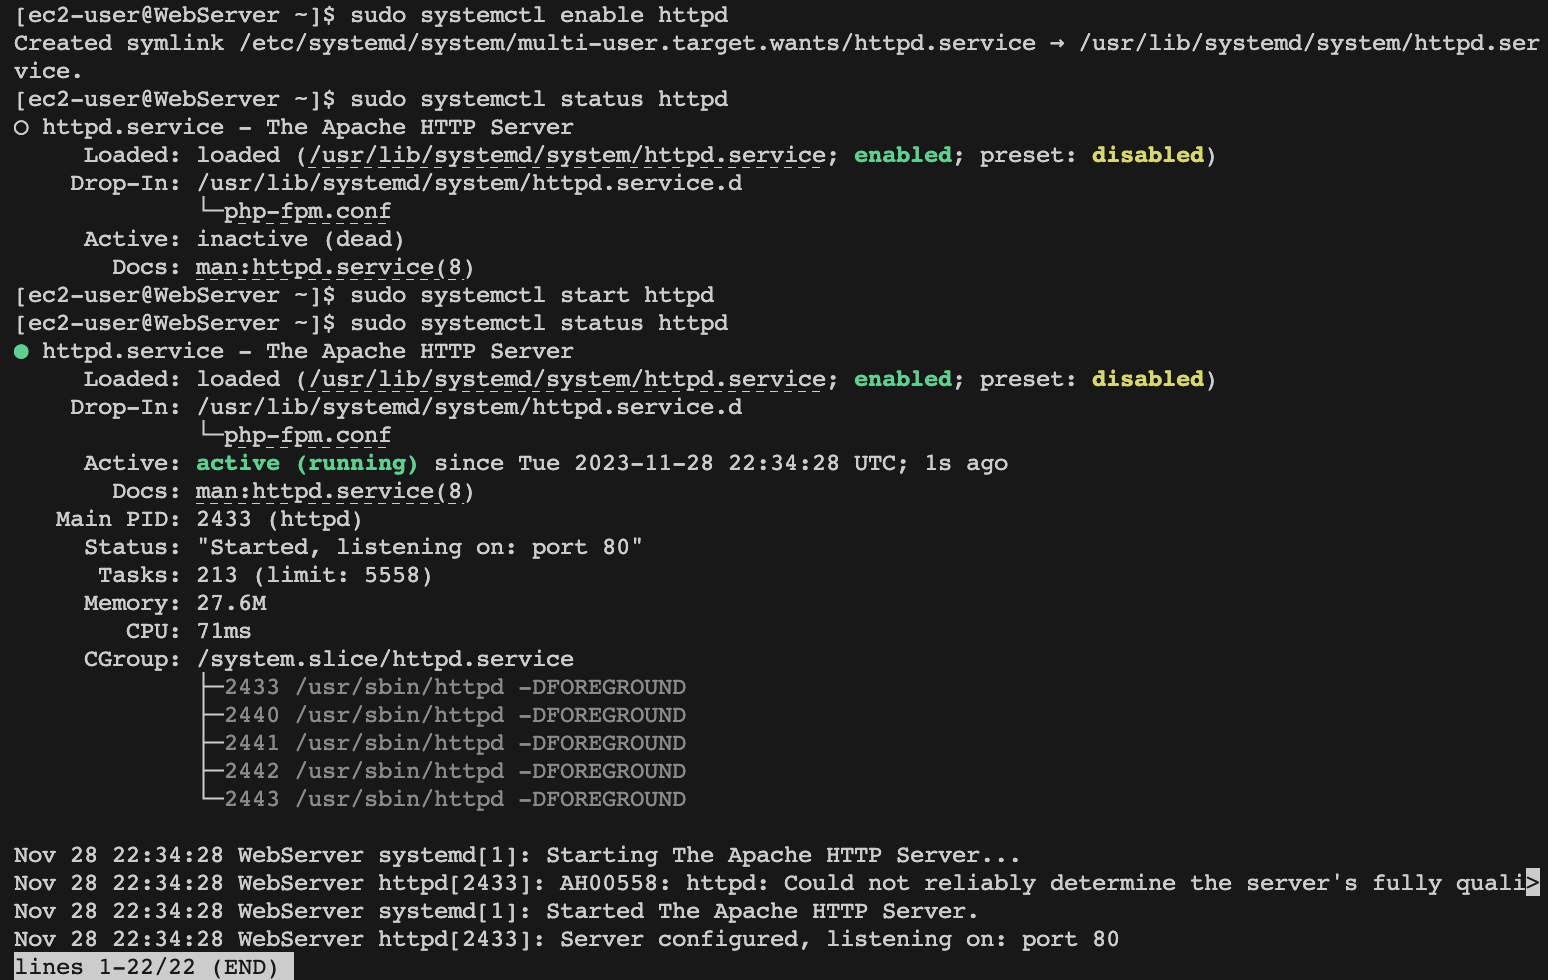 [ec2-user@WebServer ~]$ sudo systemctl enable httpd
Created symlink /etc/systemd/system/multi-user.target.wants/httpd.service → /usr/lib/systemd/system/httpd.ser
vice.
[ec2-user@WebServer ~]$ sudo systemctl status httpd
○ httpd.service - The Apache HTTP Server
     Loaded: loaded (/usr/lib/systemd/system/httpd.service; enabled; preset: disabled)
    Drop-In: /usr/lib/systemd/system/httpd.service.d
             └─php-fpm.conf
     Active: inactive (dead)
       Docs: man:httpd.service(8)
[ec2-user@WebServer ~]$ sudo systemctl start httpd
[ec2-user@WebServer ~]$ sudo systemctl status httpd
● httpd.service - The Apache HTTP Server
     Loaded: loaded (/usr/lib/systemd/system/httpd.service; enabled; preset: disabled)
    Drop-In: /usr/lib/systemd/system/httpd.service.d
             └─php-fpm.conf
     Active: active (running) since Tue 2023-11-28 22:34:28 UTC; 1s ago
       Docs: man:httpd.service(8)
   Main PID: 2433 (httpd)
     Status: "Started, listening on: port 80"
      Tasks: 213 (limit: 5558)
     Memory: 27.6M
        CPU: 71ms
     CGroup: /system.slice/httpd.service
             ├─2433 /usr/sbin/httpd -DFOREGROUND
             ├─2440 /usr/sbin/httpd -DFOREGROUND
             ├─2441 /usr/sbin/httpd -DFOREGROUND
             ├─2442 /usr/sbin/httpd -DFOREGROUND
             └─2443 /usr/sbin/httpd -DFOREGROUND

Nov 28 22:34:28 WebServer systemd[1]: Starting The Apache HTTP Server...
Nov 28 22:34:28 WebServer httpd[2433]: AH00558: httpd: Could not reliably determine the server's fully quali>
Nov 28 22:34:28 WebServer systemd[1]: Started The Apache HTTP Server.
Nov 28 22:34:28 WebServer httpd[2433]: Server configured, listening on: port 80
lines 1-22/22 (END)